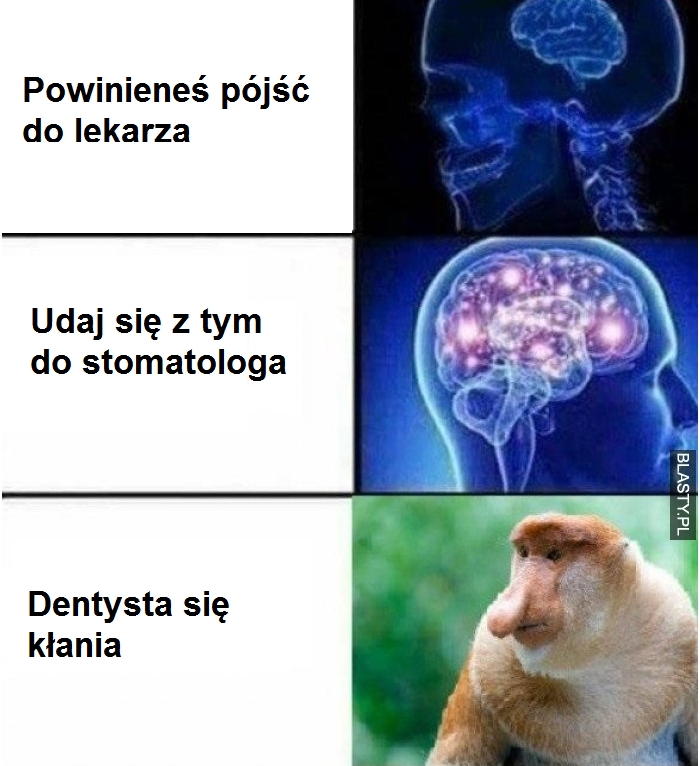 Powinieneś pójść
do lekarza
Udaj się z tym
do stomatologa
BLASTY.PL
Dentysta się
kłania